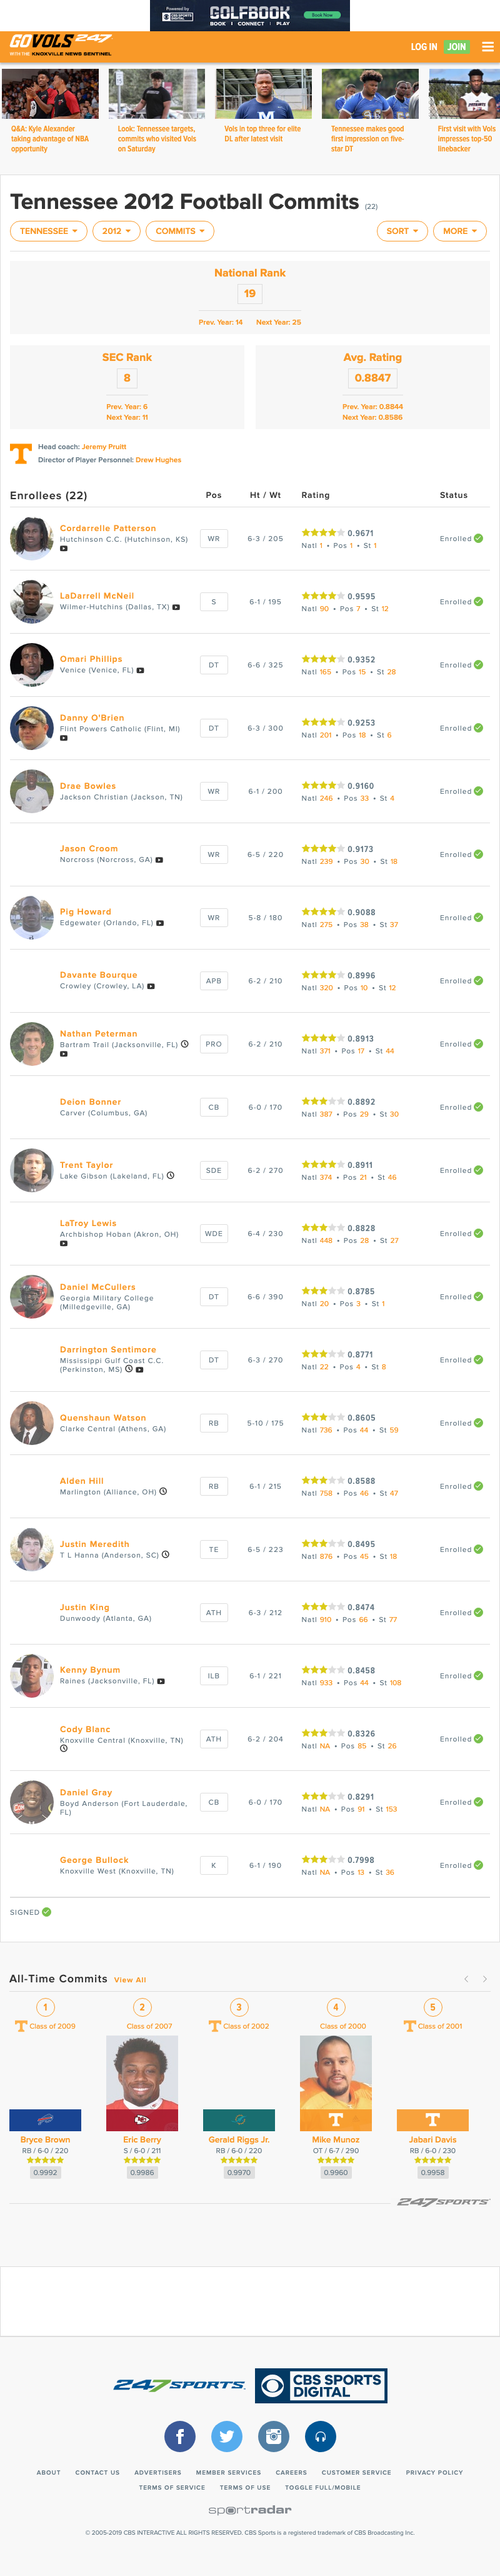 Powered by
CBS SPORTS
DIGITAL
GOLFBOOK
BOOK • CONNECT • PLAY
Book Now
GOVOLS247
WITH THE KNOXVILLE NEWS SENTINEL
LOG IN
JOIN
Q&A: Kyle Alexander taking advantage of NBA opportunity
Look: Tennessee targets, commits who visited Vols on Saturday
Vols in top three for elite DL after latest visit
Tennessee makes good first impression on five-star DT
First visit with Vols impresses top-50 linebacker
Tennessee 2012 Football Commits (22)
TENNESSEE
2012
COMMITS
SORT
MORE
National Rank
19
Prev. Year: 14 Next Year: 25
SEC Rank
8
Prev. Year: 6
Next Year: 11
Avg. Rating
0.8847
Prev. Year: 0.8844
Next Year: 0.8586
Head coach: Jeremy Pruitt
Director of Player Personnel: Drew Hughes
Enrollees (22) Pos Ht / Wt Rating Status
Cordarrelle Patterson
Hutchinson C.C. (Hutchinson, KS)
WR 6-3 / 205 0.9671
Natl 1 • Pos 1 • St 1
Enrolled
LaDarrell McNeil
Wilmer-Hutchins (Dallas, TX)
S 6-1 / 195 0.9595
Natl 90 • Pos 7 • St 12
Enrolled
Omari Phillips
Venice (Venice, FL)
DT 6-6 / 325 0.9352
Natl 165 • Pos 15 • St 28
Enrolled
Danny O'Brien
Flint Powers Catholic (Flint, MI)
DT 6-3 / 300 0.9253
Natl 201 • Pos 18 • St 6
Enrolled
Drae Bowles
Jackson Christian (Jackson, TN)
WR 6-1 / 200 0.9160
Natl 246 • Pos 33 • St 4
Enrolled
Jason Croom
Norcross (Norcross, GA)
WR 6-5 / 220 0.9173
Natl 239 • Pos 30 • St 18
Enrolled
Pig Howard
Edgewater (Orlando, FL)
WR 5-8 / 180 0.9088
Natl 275 • Pos 38 • St 37
Enrolled
Davante Bourque
Crowley (Crowley, LA)
APB 6-2 / 210 0.8996
Natl 320 • Pos 10 • St 12
Enrolled
Nathan Peterman
Bartram Trail (Jacksonville, FL)
PRO 6-2 / 210 0.8913
Natl 371 • Pos 17 • St 44
Enrolled
Deion Bonner
Carver (Columbus, GA)
CB 6-0 / 170 0.8892
Natl 387 • Pos 29 • St 30
Enrolled
Trent Taylor
Lake Gibson (Lakeland, FL)
SDE 6-2 / 270 0.8911
Natl 374 • Pos 21 • St 46
Enrolled
LaTroy Lewis
Archbishop Hoban (Akron, OH)
WDE 6-4 / 230 0.8828
Natl 448 • Pos 28 • St 27
Enrolled
Daniel McCullers
Georgia Military College (Milledgeville, GA)
DT 6-6 / 390 0.8785
Natl 20 • Pos 3 • St 1
Enrolled
Darrington Sentimore
Mississippi Gulf Coast C.C. (Perkinston, MS)
DT 6-3 / 270 0.8771
Natl 22 • Pos 4 • St 8
Enrolled
Quenshaun Watson
Clarke Central (Athens, GA)
RB 5-10 / 175 0.8605
Natl 736 • Pos 44 • St 59
Enrolled
Alden Hill
Marlington (Alliance, OH)
RB 6-1 / 215 0.8588
Natl 758 • Pos 46 • St 47
Enrolled
Justin Meredith
T L Hanna (Anderson, SC)
TE 6-5 / 223 0.8495
Natl 876 • Pos 45 • St 18
Enrolled
Justin King
Dunwoody (Atlanta, GA)
ATH 6-3 / 212 0.8474
Natl 910 • Pos 66 • St 77
Enrolled
Kenny Bynum
Raines (Jacksonville, FL)
ILB 6-1 / 221 0.8458
Natl 933 • Pos 44 • St 108
Enrolled
Cody Blanc
Knoxville Central (Knoxville, TN)
ATH 6-2 / 204 0.8326
Natl NA • Pos 85 • St 26
Enrolled
Daniel Gray
Boyd Anderson (Fort Lauderdale, FL)
CB 6-0 / 170 0.8291
Natl NA • Pos 91 • St 153
Enrolled
George Bullock
Knoxville West (Knoxville, TN)
K 6-1 / 190 0.7998
Natl NA • Pos 13 • St 36
Enrolled
SIGNED
All-Time Commits View All
1
Class of 2009
Bryce Brown
RB / 6-0 / 220
0.9992
2
Class of 2007
Eric Berry
S / 6-0 / 211
0.9986
3
Class of 2002
Gerald Riggs Jr.
RB / 6-0 / 220
0.9970
4
Class of 2000
Mike Munoz
OT / 6-7 / 290
0.9960
5
Class of 2001
Jabari Davis
RB / 6-0 / 230
0.9958
247SPORTS
247SPORTS
CBS SPORTS
DIGITAL
ABOUT CONTACT US ADVERTISERS MEMBER SERVICES CAREERS CUSTOMER SERVICE PRIVACY POLICY
TERMS OF SERVICE TERMS OF USE TOGGLE FULL/MOBILE
sportradar
© 2005-2019 CBS INTERACTIVE ALL RIGHTS RESERVED. CBS Sports is a registered trademark of CBS Broadcasting Inc.